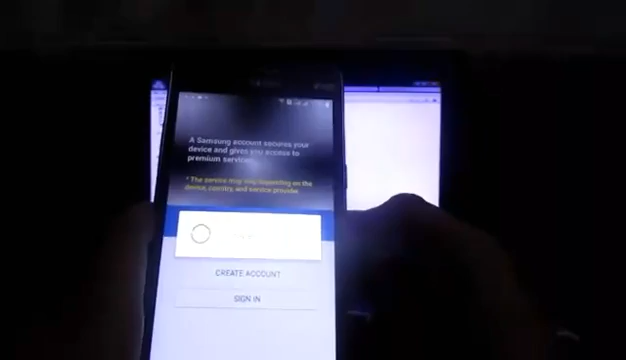 A Samsung account secures your
device and gives you access to
premium services.
* The service may vary depending on the
device, country, and service provider.
CREATE ACCOUNT
SIGN IN